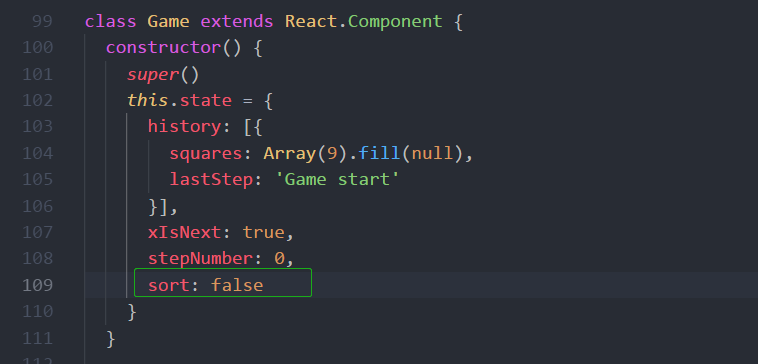 99 class Game extends React.Component {
100 constructor() {
101 super()
102 this.state = {
103 history: [{
104 squares: Array(9).fill(null),
105 lastStep: 'Game start'
106 }],
107 xIsNext: true,
108 stepNumber: 0,
109 sort: false
110 }
111 }
112